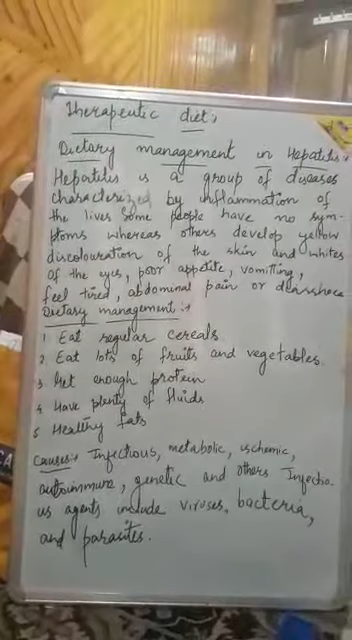 Therapeutic diet :
Dietary management in Hepatitis :
Hepatitis is a group of diseases
characterized by inflammation of
the lives Some people have no sym-
ptoms whereas others develop yellow
discolouration of the skin and whites
of the eyes, poor appetite, vomitting,
feel tired, abdominal pain or diarrhoea
Dietary management :
1 Eat regular cereals
2 Eat lots of fruits and vegetables.
3 Get enough protein
4 Have plenty of fluids
5 Healthy fats
Causes : Infectious, metabolic, ischemic,
autoimmune, genetic and others Infectio-
us agents include viruses, bacteria,
and parasites.